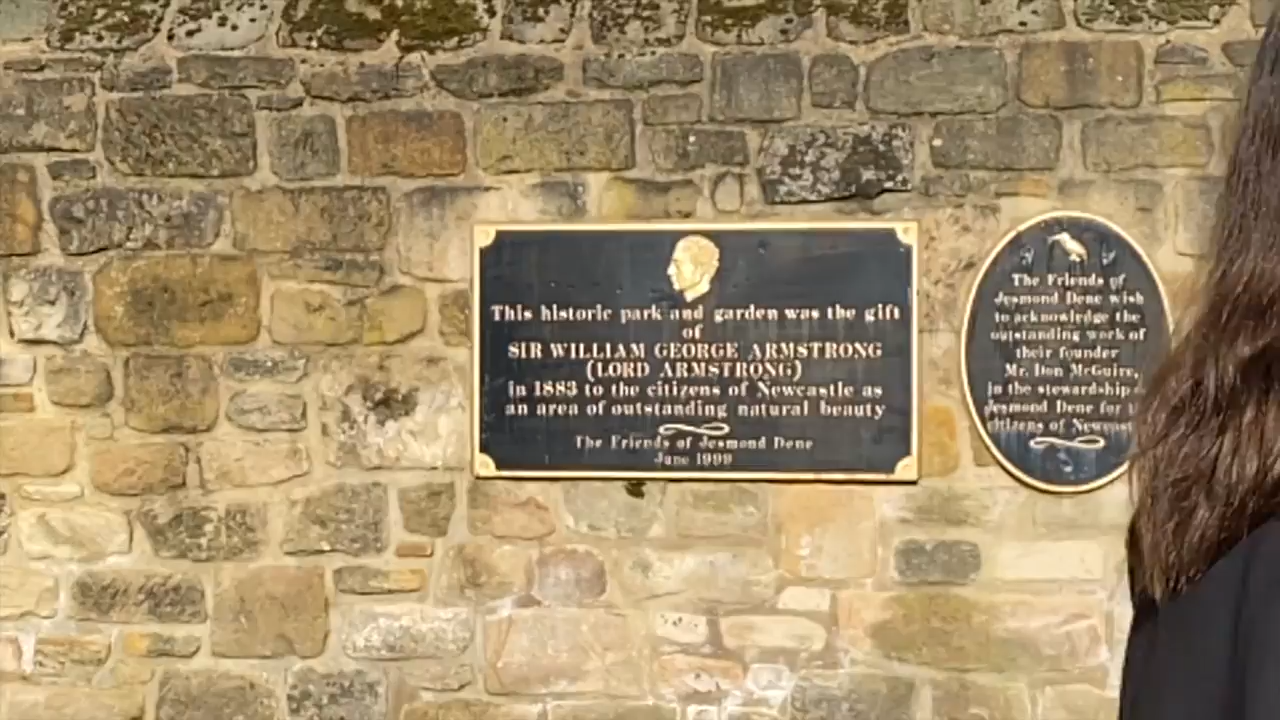 This historic park and garden was the gift
of
SIR WILLIAM GEORGE ARMSTRONG
(LORD ARMSTRONG)
in 1883 to the citizens of Newcastle as
an area of outstanding natural beauty
The Friends of Jesmond Dene
June 1999
The Friends of
Jesmond Dene wish
to acknowledge the
outstanding work of
their founder
Mr. Don McGuire,
in the stewardship
Jesmond Dene for
citizens of